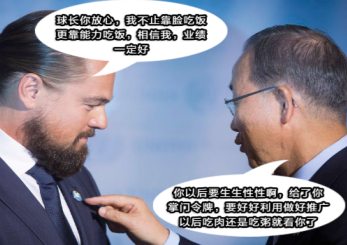 球长你放心，我不止靠脸吃饭
更靠能力吃饭，相信我，业绩
一定好
你以后要生生性性啊，给了你
掌门令牌，要好好利用做好推广
以后吃肉还是吃粥就看你了